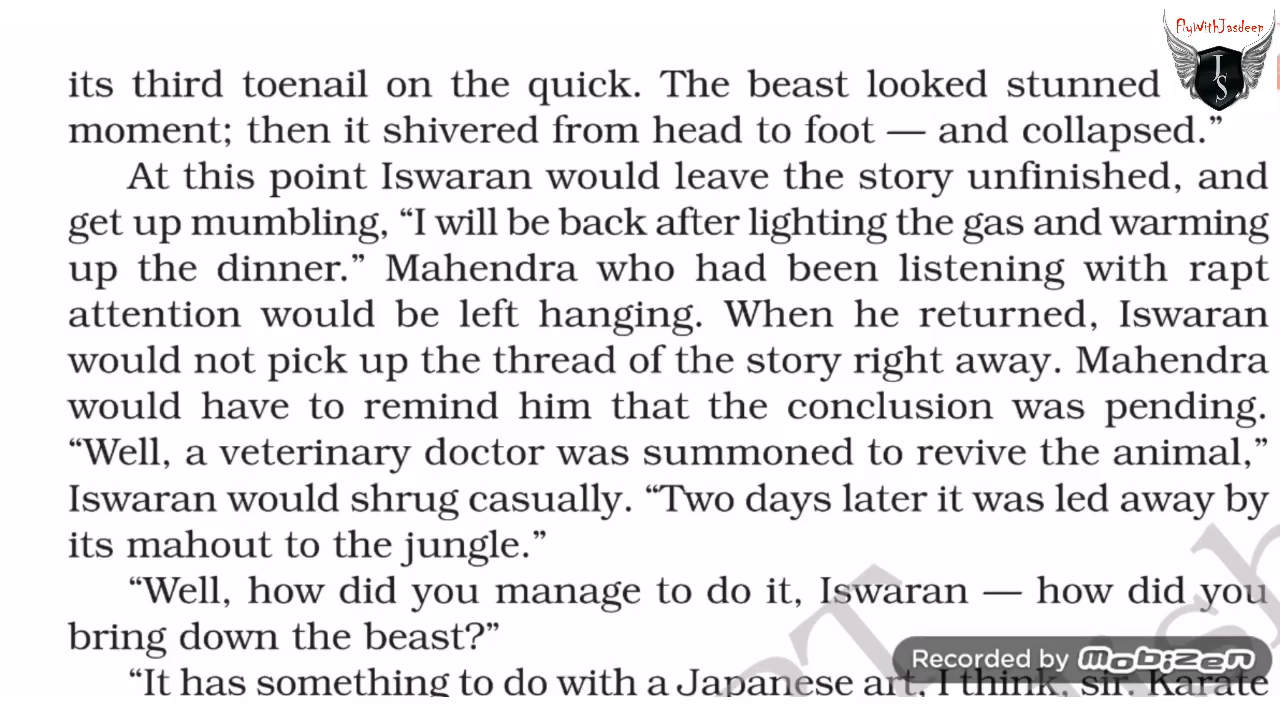 FlyWithJasdeep
J
S
its third toenail on the quick. The beast looked stunned
moment; then it shivered from head to foot — and collapsed.”
At this point Iswaran would leave the story unfinished, and
get up mumbling, “I will be back after lighting the gas and warming
up the dinner.” Mahendra who had been listening with rapt
attention would be left hanging. When he returned, Iswaran
would not pick up the thread of the story right away. Mahendra
would have to remind him that the conclusion was pending.
“Well, a veterinary doctor was summoned to revive the animal,”
Iswaran would shrug casually. “Two days later it was led away by
its mahout to the jungle.”
“Well, how did you manage to do it, Iswaran — how did you
bring down the beast?”
“It has something to do with a Japanese art, I think, sir. Karate
Recorded by Mobizen